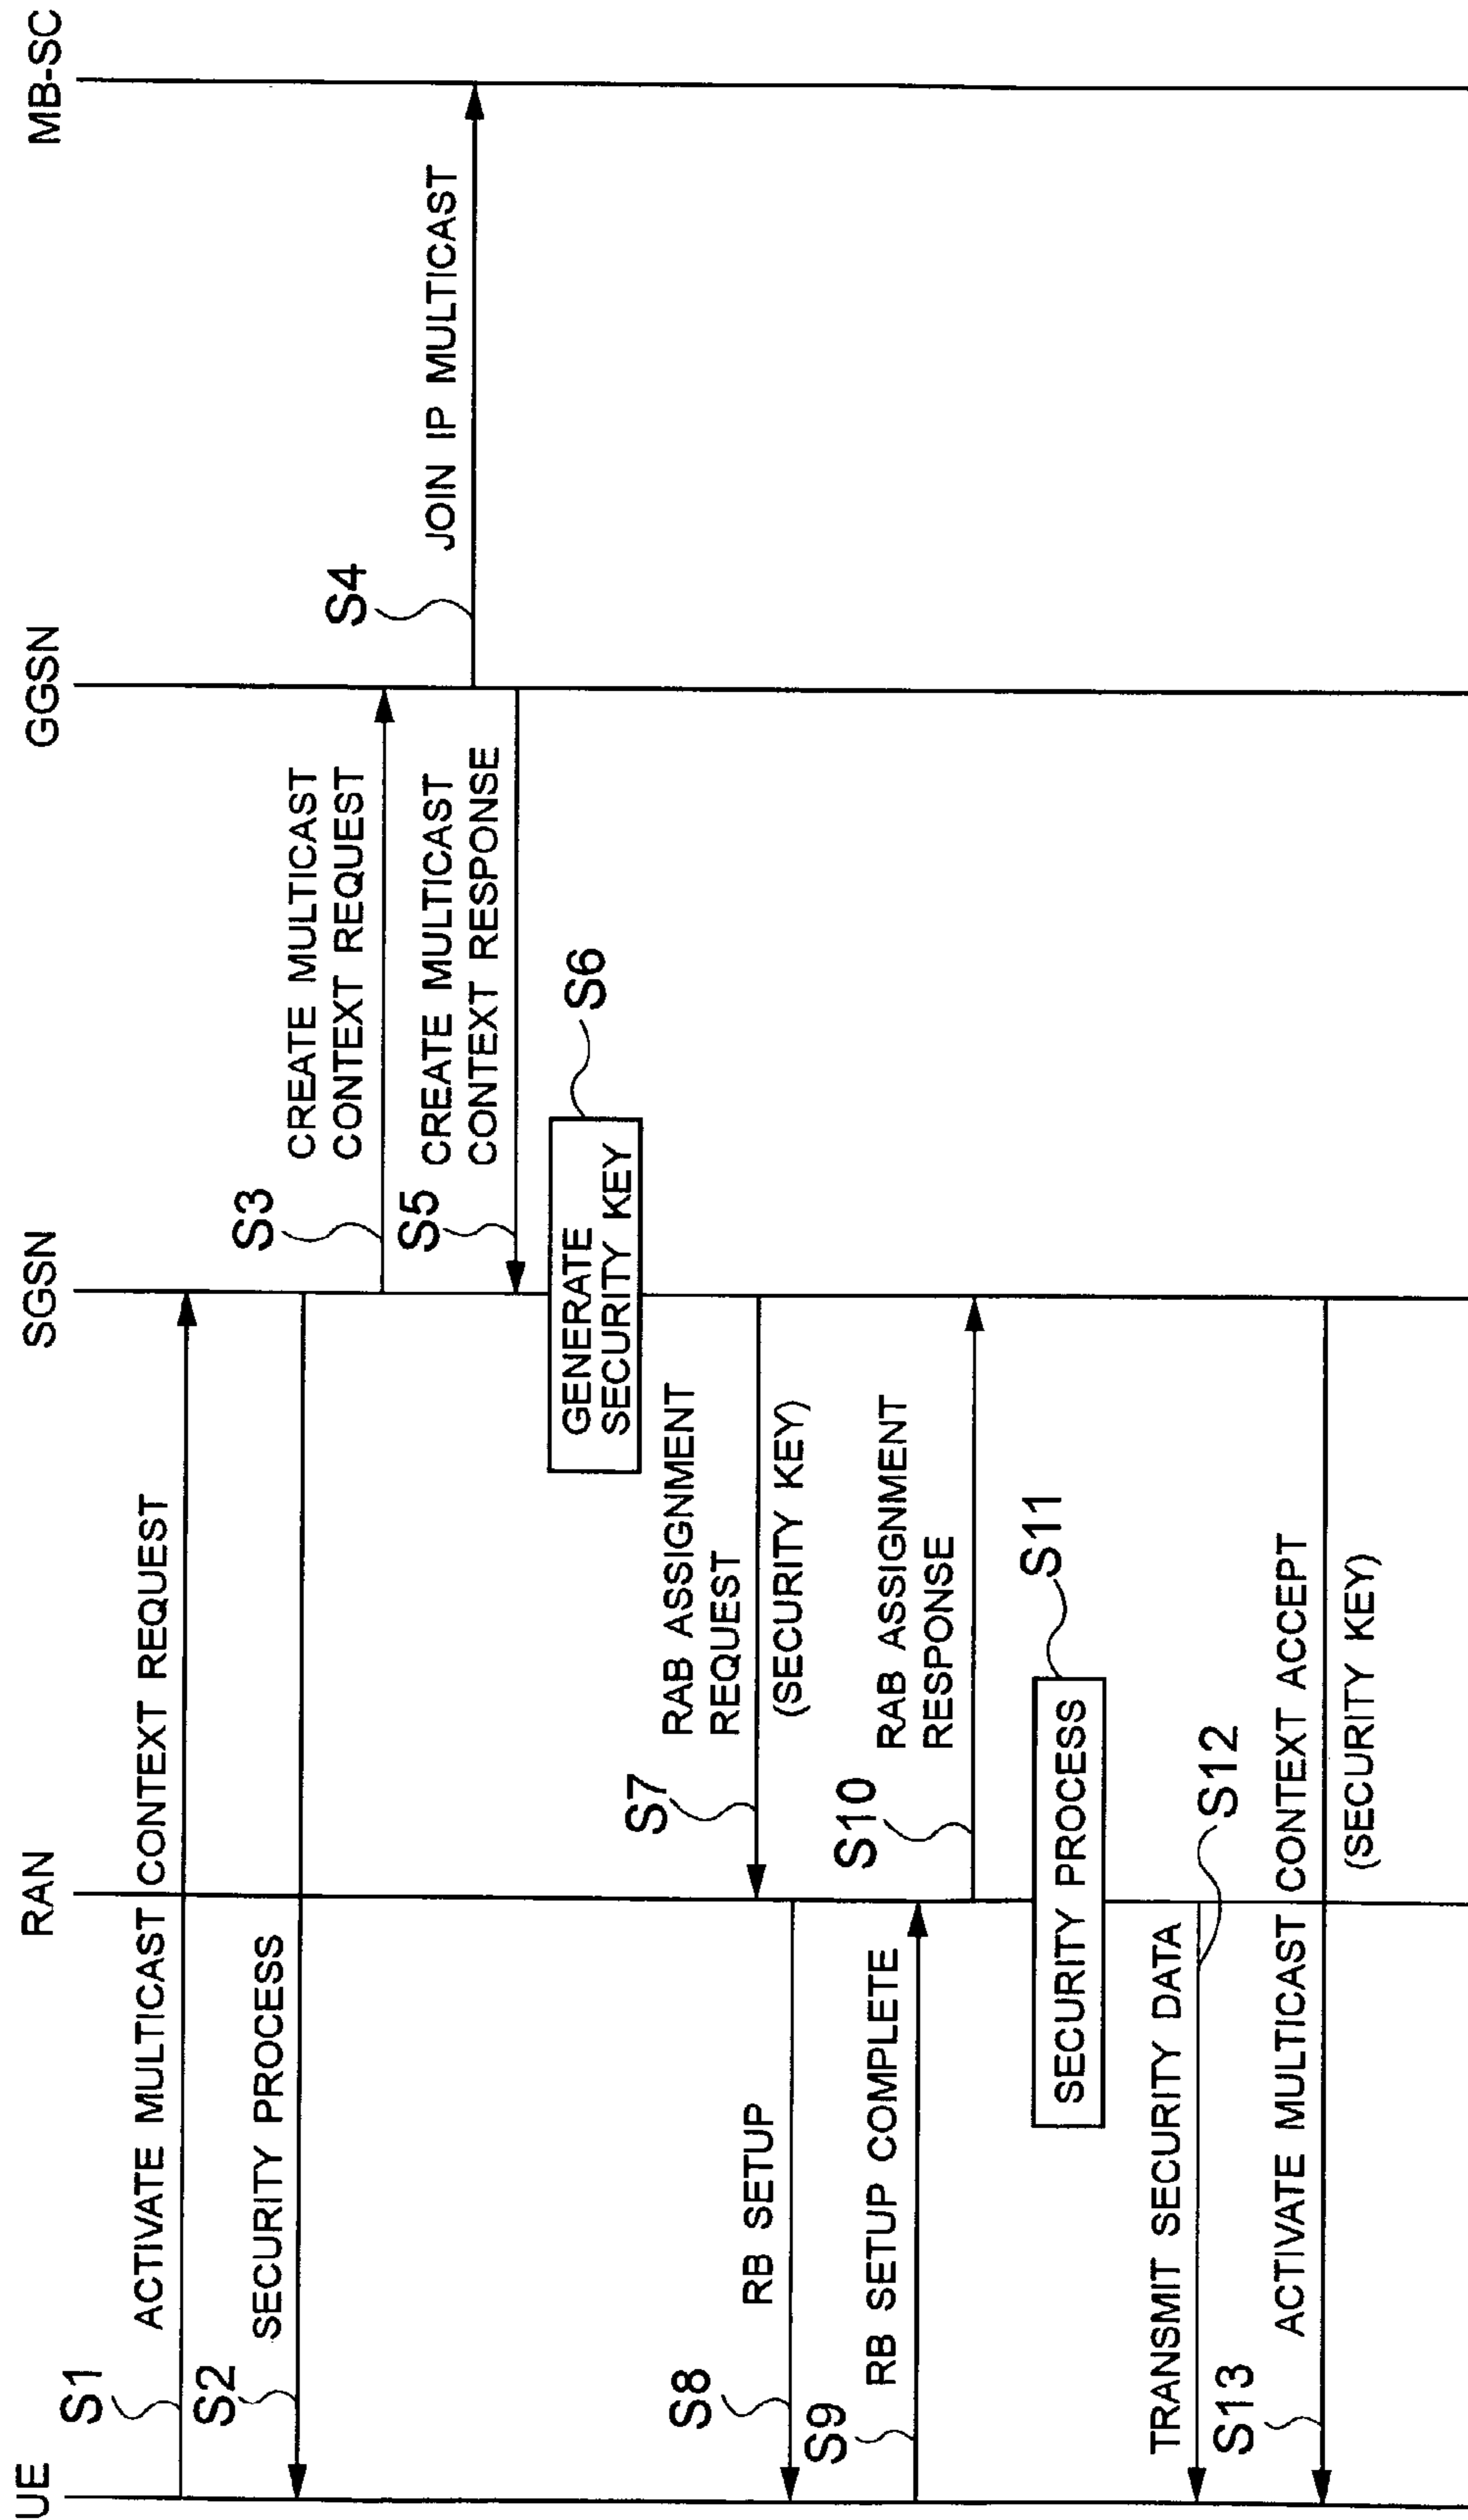 UE
RAN
SGSN
GGSN
MB-SC
S1
ACTIVATE MULTICAST CONTEXT REQUEST
S2
SECURITY PROCESS
S3
CREATE MULTICAST
CONTEXT REQUEST
S4
JOIN IP MULTICAST
S5
CREATE MULTICAST
CONTEXT RESPONSE
S6
GENERATE
SECURITY KEY
S7
RAB ASSIGNMENT
REQUEST
(SECURITY KEY)
S8
RB SETUP
S9
RB SETUP COMPLETE
S10
RAB ASSIGNMENT
RESPONSE
S11
SECURITY PROCESS
S12
TRANSMIT SECURITY DATA
S13
ACTIVATE MULTICAST CONTEXT ACCEPT
(SECURITY KEY)